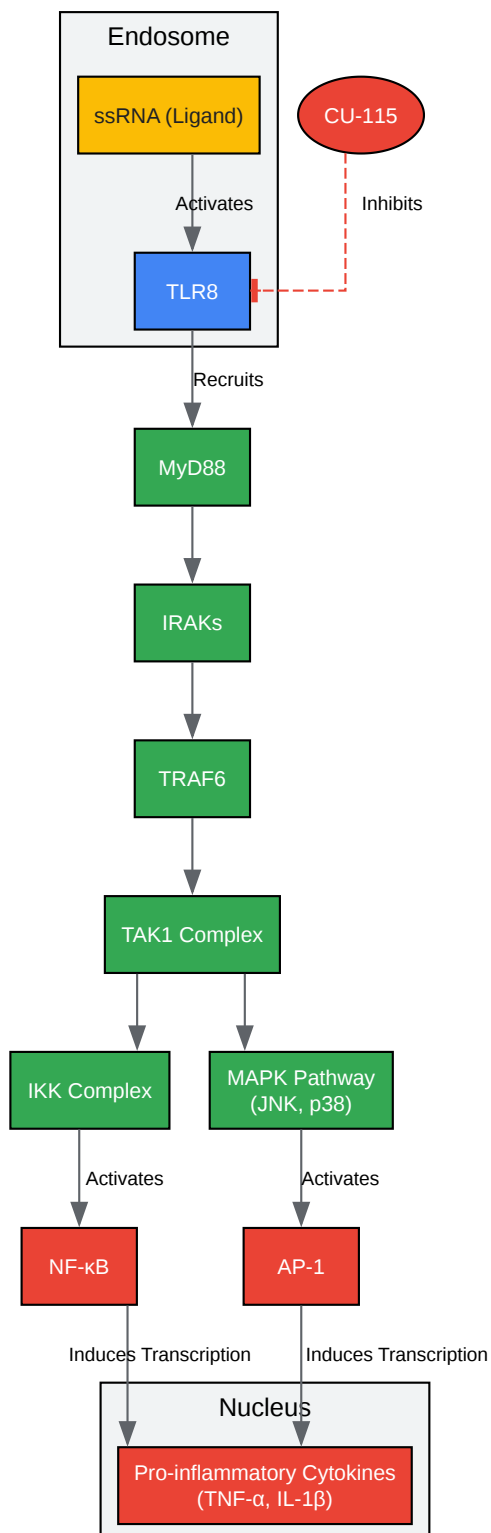 Endosome
ssRNA (Ligand)
CU-115
Activates
Inhibits
TLR8
Recruits
MyD88
IRAKs
TRAF6
TAK1 Complex
IKK Complex
MAPK Pathway
(JNK, p38)
Activates
Activates
NF-κB
AP-1
Induces Transcription
Induces Transcription
Nucleus
Pro-inflammatory Cytokines
(TNF-α, IL-1β)